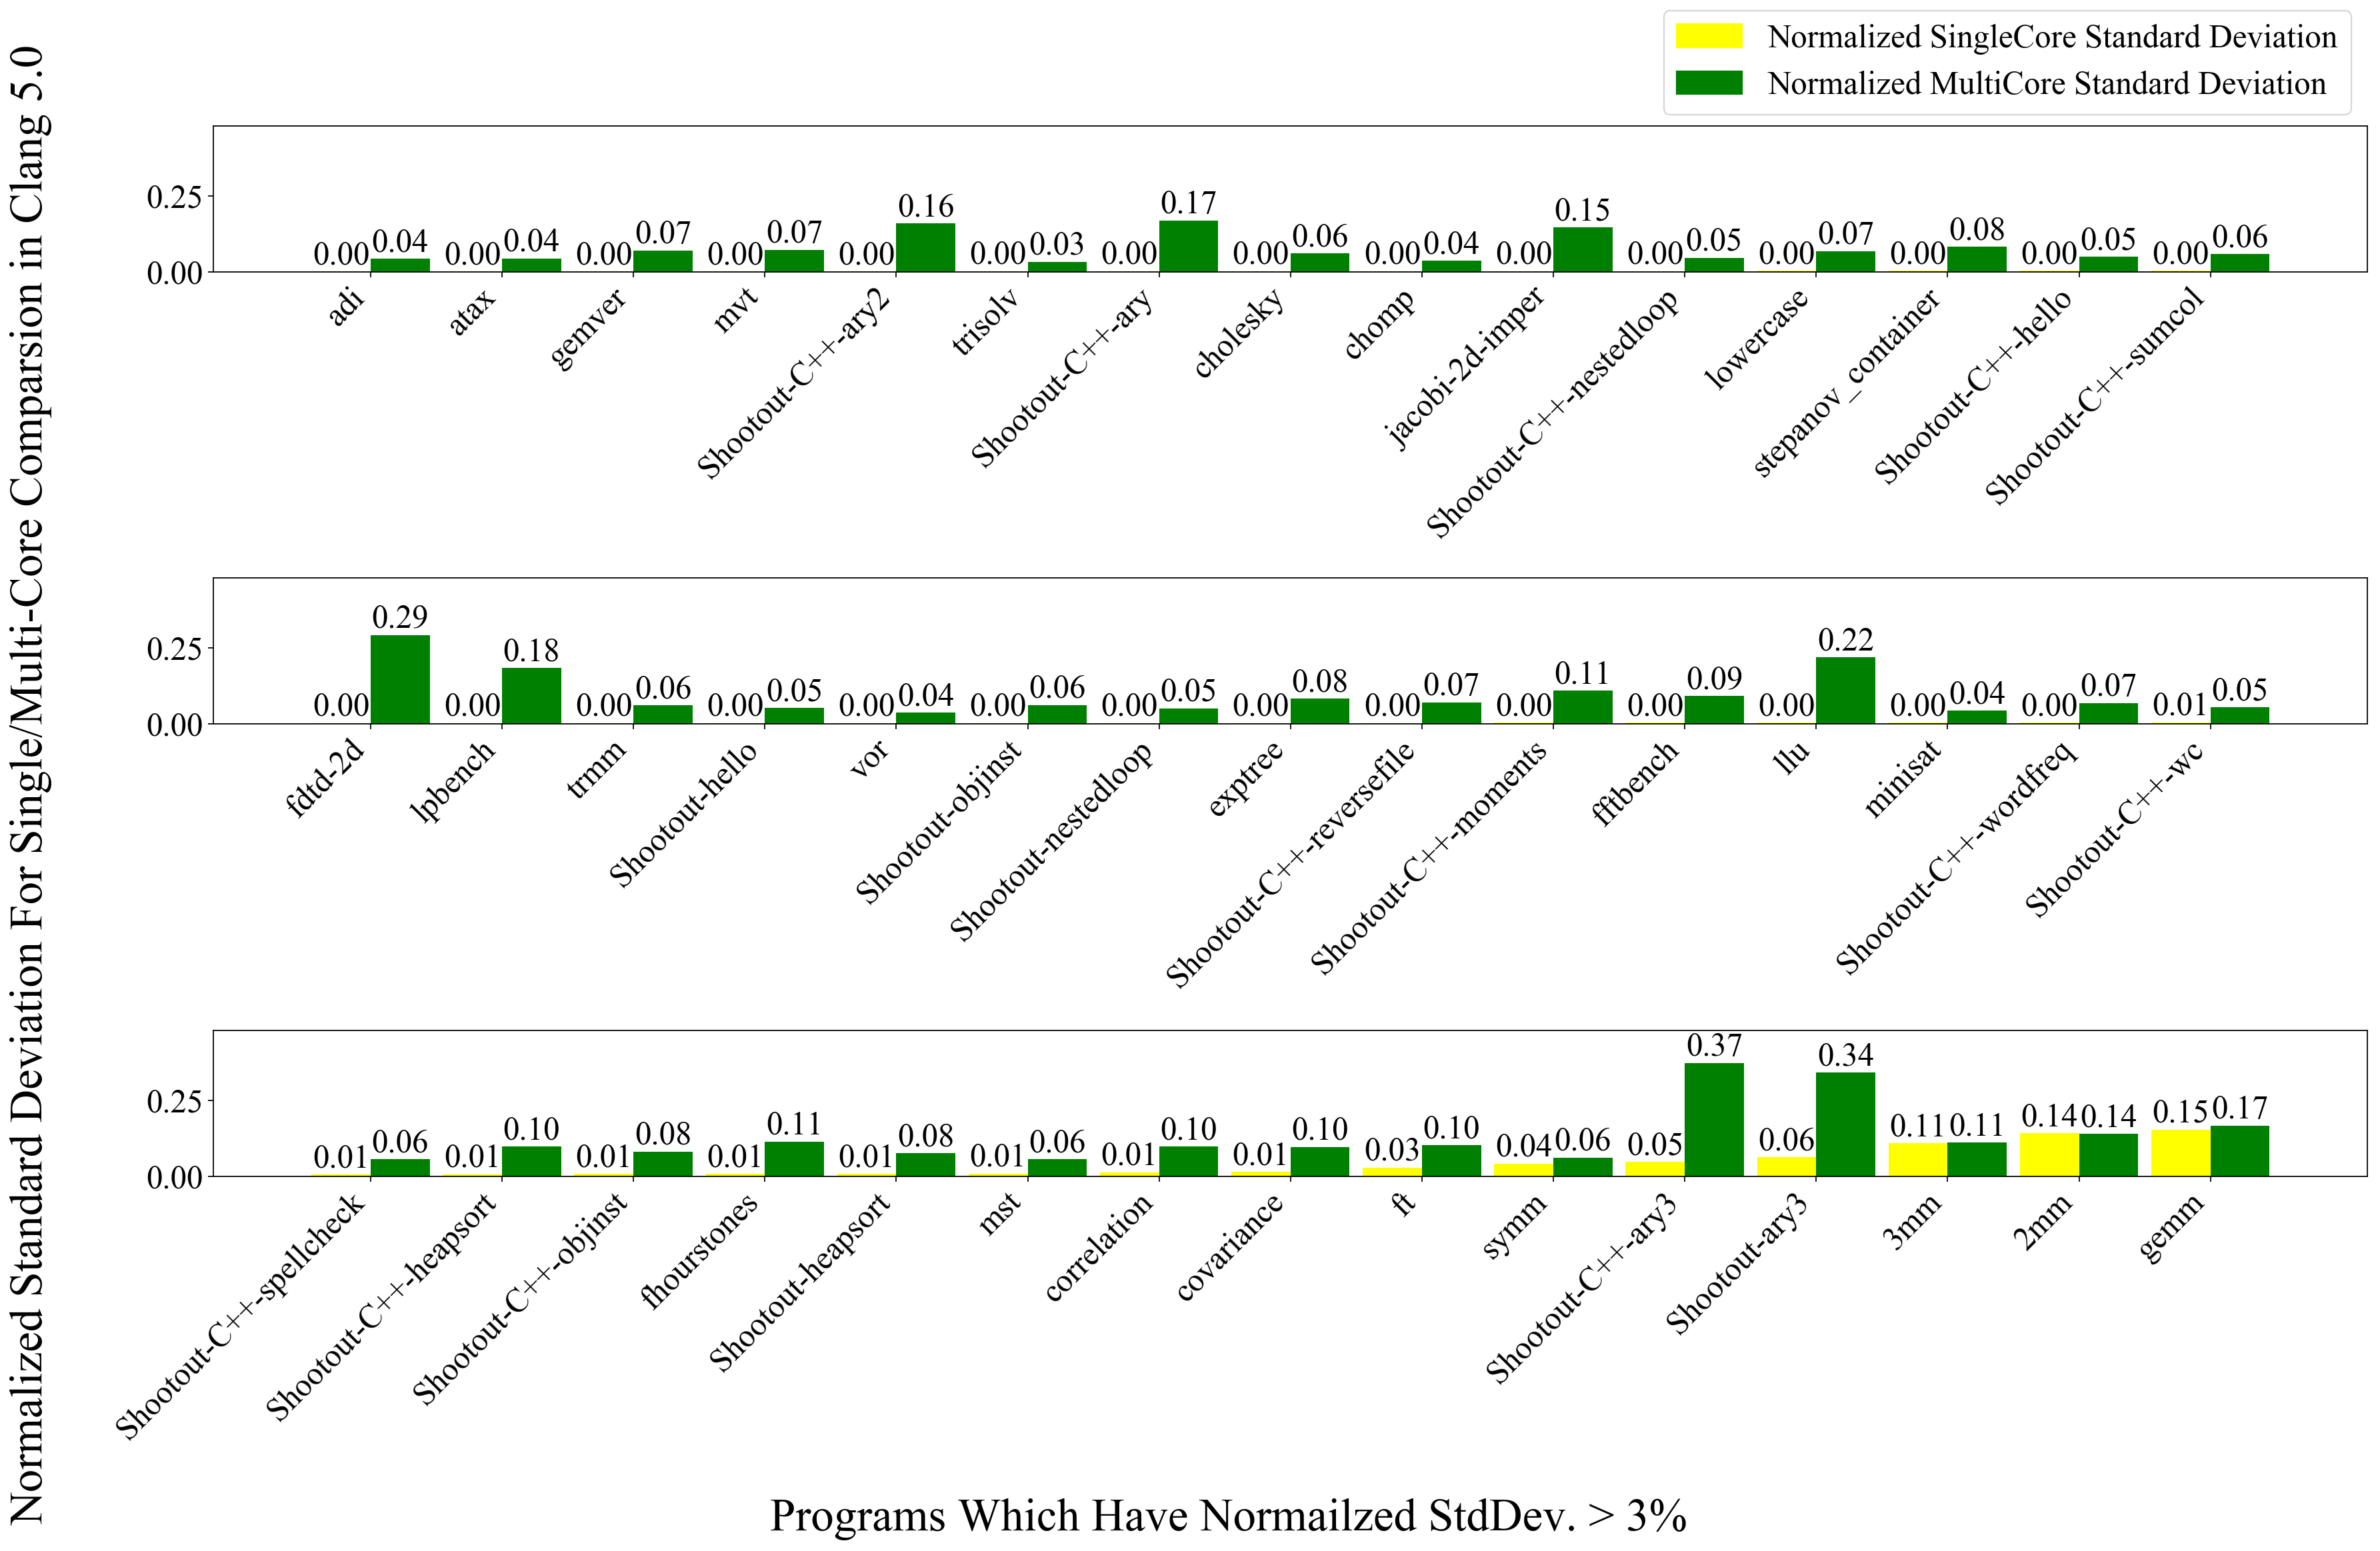 Normalized SingleCore Standard Deviation
Normalized MultiCore Standard Deviation
Normalized Standard Deviation For Single/Multi-Core Comparsion in Clang 5.0
0.25
0.00
0.00 0.04 0.00 0.04 0.00 0.07 0.00 0.07 0.00 0.16 0.00 0.03 0.00 0.17 0.00 0.06 0.00 0.04 0.00 0.15 0.00 0.05 0.00 0.07 0.00 0.08 0.00 0.05 0.00 0.06
adi
atax
gemver
mvt
Shootout-C++-ary2
trisolv
Shootout-C++-ary
cholesky
chomp
jacobi-2d-imper
Shootout-C++-nestedloop
lowercase
stepanov_container
Shootout-C++-hello
Shootout-C++-sumcol
0.25
0.00
0.00 0.29 0.00 0.18 0.00 0.06 0.00 0.05 0.00 0.04 0.00 0.06 0.00 0.05 0.00 0.08 0.00 0.07 0.00 0.11 0.00 0.09 0.00 0.22 0.00 0.04 0.00 0.07 0.01 0.05
fdtd-2d
lpbench
trmm
Shootout-hello
vor
Shootout-objinst
Shootout-nestedloop
exptree
Shootout-C++-reversefile
Shootout-C++-moments
fftbench
llu
minisat
Shootout-C++-wordfreq
Shootout-C++-wc
0.25
0.00
0.01 0.06 0.01 0.10 0.01 0.08 0.01 0.11 0.01 0.08 0.01 0.06 0.01 0.10 0.01 0.10 0.03 0.10 0.04 0.06 0.05 0.37 0.06 0.34 0.11 0.11 0.14 0.14 0.15 0.17
Shootout-C++-spellcheck
Shootout-C++-heapsort
Shootout-C++-objinst
fhourstones
Shootout-heapsort
mst
correlation
covariance
ft
symm
Shootout-C++-ary3
Shootout-ary3
3mm
2mm
gemm
Programs Which Have Normailzed StdDev. > 3%